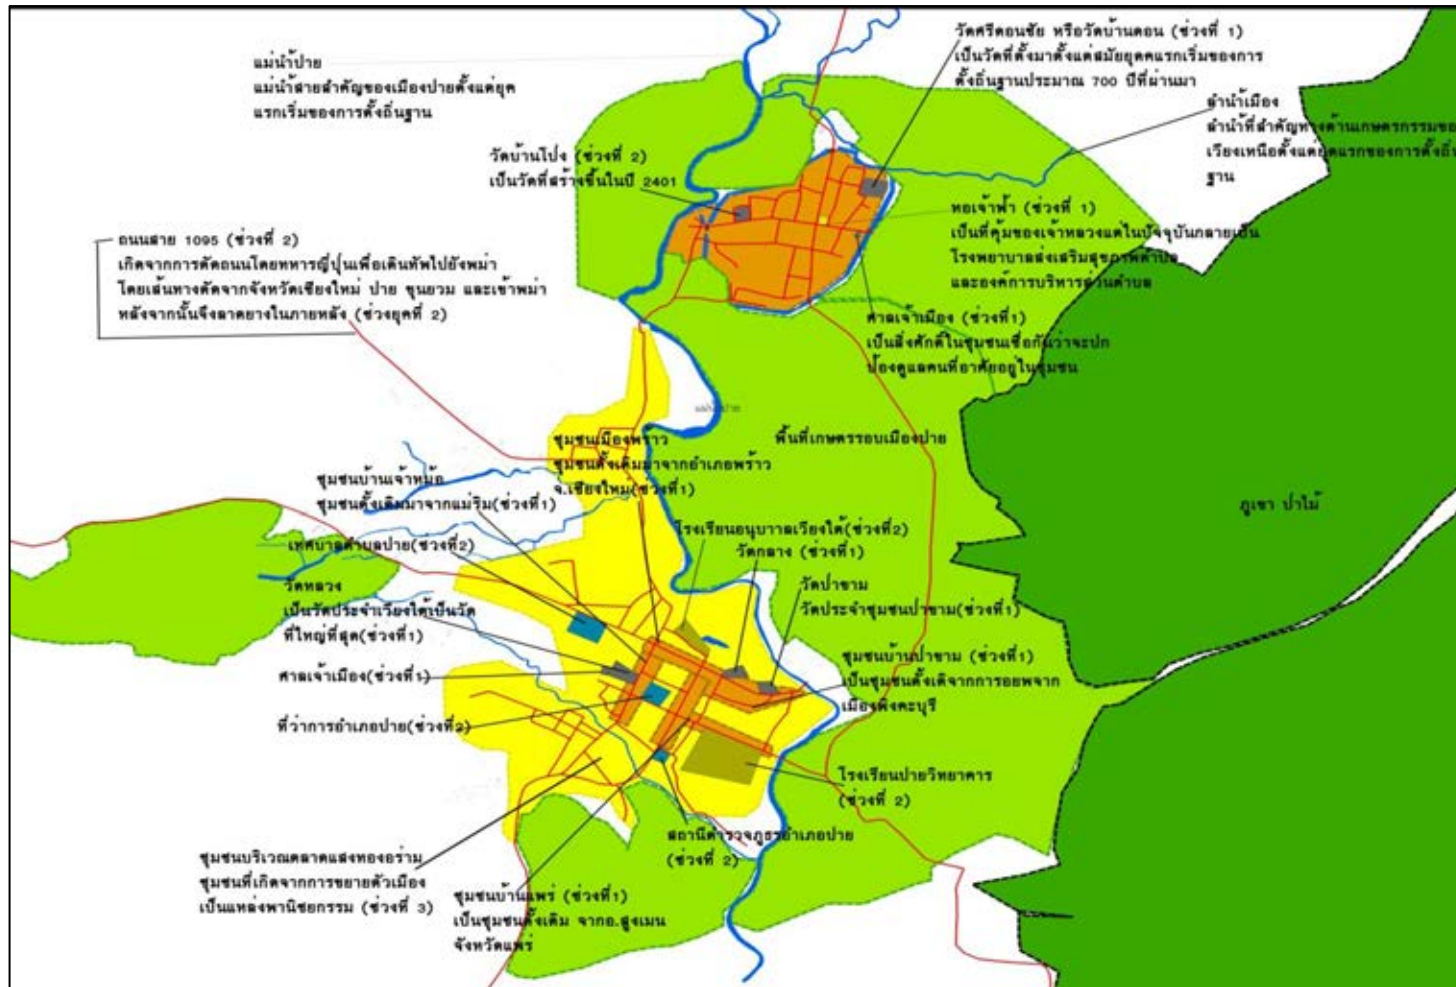 แม่น้ำปาย
แม่น้ำสายสำคัญของเมืองปายตั้งแต่ยุค
แรกเริ่มของการตั้งถิ่นฐาน
วัดศรีดอนชัย หรือวัดบ้านดอน (ช่วงที่ 1)
เป็นวัดที่ตั้งมาตั้งแต่สมัยยุคแรกเริ่มของการ
ตั้งถิ่นฐานประมาณ 700 ปีที่ผ่านมา
ลำน้ำเมือง
ลำน้ำที่สำคัญทางด้านเกษตรกรรมของ
เวียงเหนือตั้งแต่ยุคแรกของการตั้งถิ่น
ฐาน
วัดบ้านโปง (ช่วงที่ 2)
เป็นวัดที่สร้างขึ้นในปี 2401
หอเจ้าฟ้า (ช่วงที่ 1)
เป็นที่คุ้มของเจ้าหลวงแต่ในปัจจุบันกลายเป็น
โรงพยาบาลส่งเสริมสุขภาพตำบล
และองค์การบริหารส่วนตำบล
ถนนสาย 1095 (ช่วงที่ 2)
เกิดจากการตัดถนนโดยทหารญี่ปุ่นเพื่อเดินทัพไปยังพม่า
โดยเส้นทางตัดจากจังหวัดเชียงใหม่ ปาย ขุนยวม และเข้าพม่า
หลังจากนั้นจึงลาดยางในภายหลัง (ช่วงยุคที่ 2)
ศาลเจ้าเมือง (ช่วงที่1)
เป็นสิ่งศักดิ์ในชุมชนเชื่อกันว่าจะปก
ป้องดูแลคนที่อาศัยอยู่ในชุมชน
แม่น้ำปาย
พื้นที่เกษตรรอบเมืองปาย
ชุมชนเมืองพร้าว
ชุมชนดั้งเดิมมาจากอำเภอพร้าว
จ.เชียงใหม่(ช่วงที่1)
ชุมชนบ้านเจ้าหม้อ
ชุมชนดั้งเดิมมาจากแม่ริม(ช่วงที่1)
ภูเขา ป่าไม้
โรงเรียนอนุบาาลเวียงใต้(ช่วงที่2)
วัดกลาง (ช่วงที่1)
เทศบาลตำบลปาย(ช่วงที่2)
วัดหลวง
เป็นวัดประจำเวียงใต้เป็นวัด
ที่ใหญ่ที่สุด(ช่วงที่1)
วัดป่าขาม
วัดประจำชุมชนป่าขาม(ช่วงที่1)
ชุมชนบ้านป่าขาม (ช่วงที่1)
เป็นชุมชนดั้งเดิจากการอพยพจาก
เมืองพิงคะบุรี
ศาลเจ้าเมือง(ช่วงที่1)
ที่ว่าการอำเภอปาย(ช่วงที่2)
โรงเรียนปายวิทยาคาร
(ช่วงที่ 2)
สถานีตำรวจภูธรอำเภอปาย
(ช่วงที่ 2)
ชุมชนบริเวณตลาดแสงทองอร่าม
ชุมชนที่เกิดจากการขยายตัวเมือง
เป็นแหล่งพานิชยกรรม (ช่วงที่ 3)
ชุมชนบ้านแพร่ (ช่วงที่1)
เป็นชุมชนดั้งเดิม จากอ.สูงเมน
จังหวัดแพร่